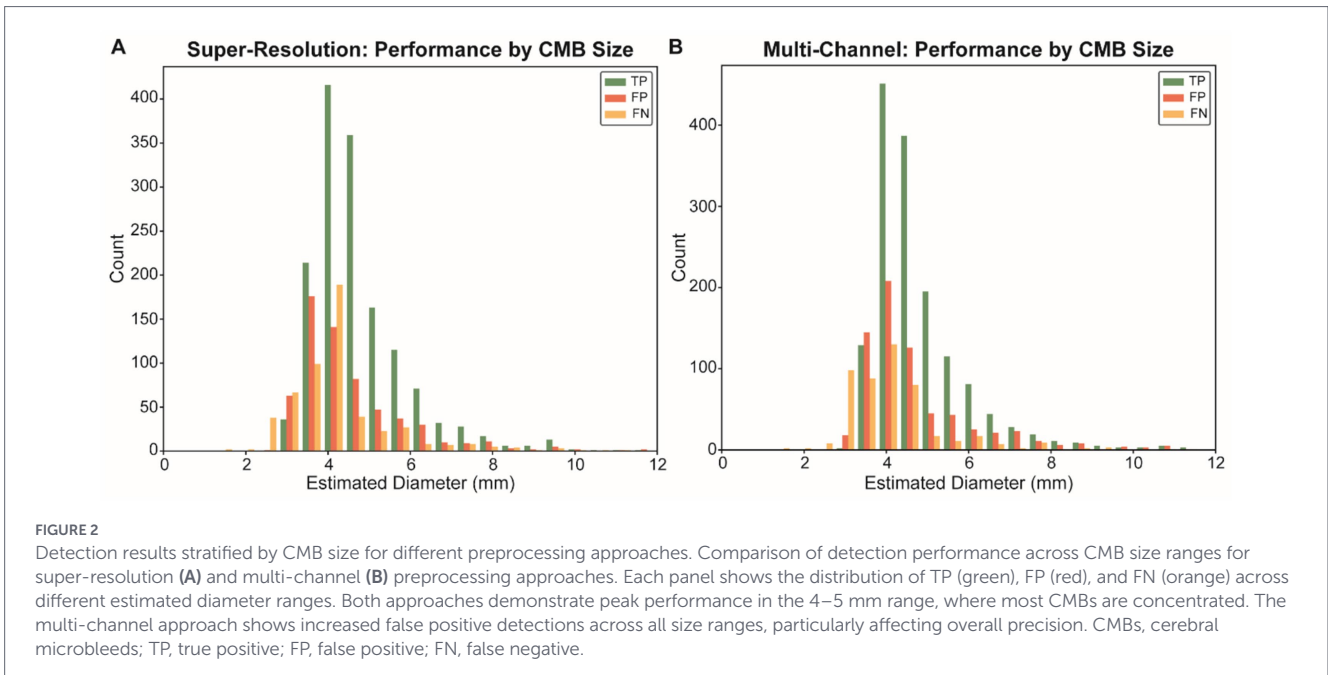 A
Super-Resolution: Performance by CMB Size
TP
FP
FN
400
350
300
250
200
150
100
50
0
Count
0 2 4 6 8 10 12
Estimated Diameter (mm)
B
Multi-Channel: Performance by CMB Size
TP
FP
FN
400
300
200
100
0
Count
0 2 4 6 8 10 12
Estimated Diameter (mm)
FIGURE 2
Detection results stratified by CMB size for different preprocessing approaches. Comparison of detection performance across CMB size ranges for
super-resolution (A) and multi-channel (B) preprocessing approaches. Each panel shows the distribution of TP (green), FP (red), and FN (orange) across
different estimated diameter ranges. Both approaches demonstrate peak performance in the 4–5 mm range, where most CMBs are concentrated. The
multi-channel approach shows increased false positive detections across all size ranges, particularly affecting overall precision. CMBs, cerebral
microbleeds; TP, true positive; FP, false positive; FN, false negative.